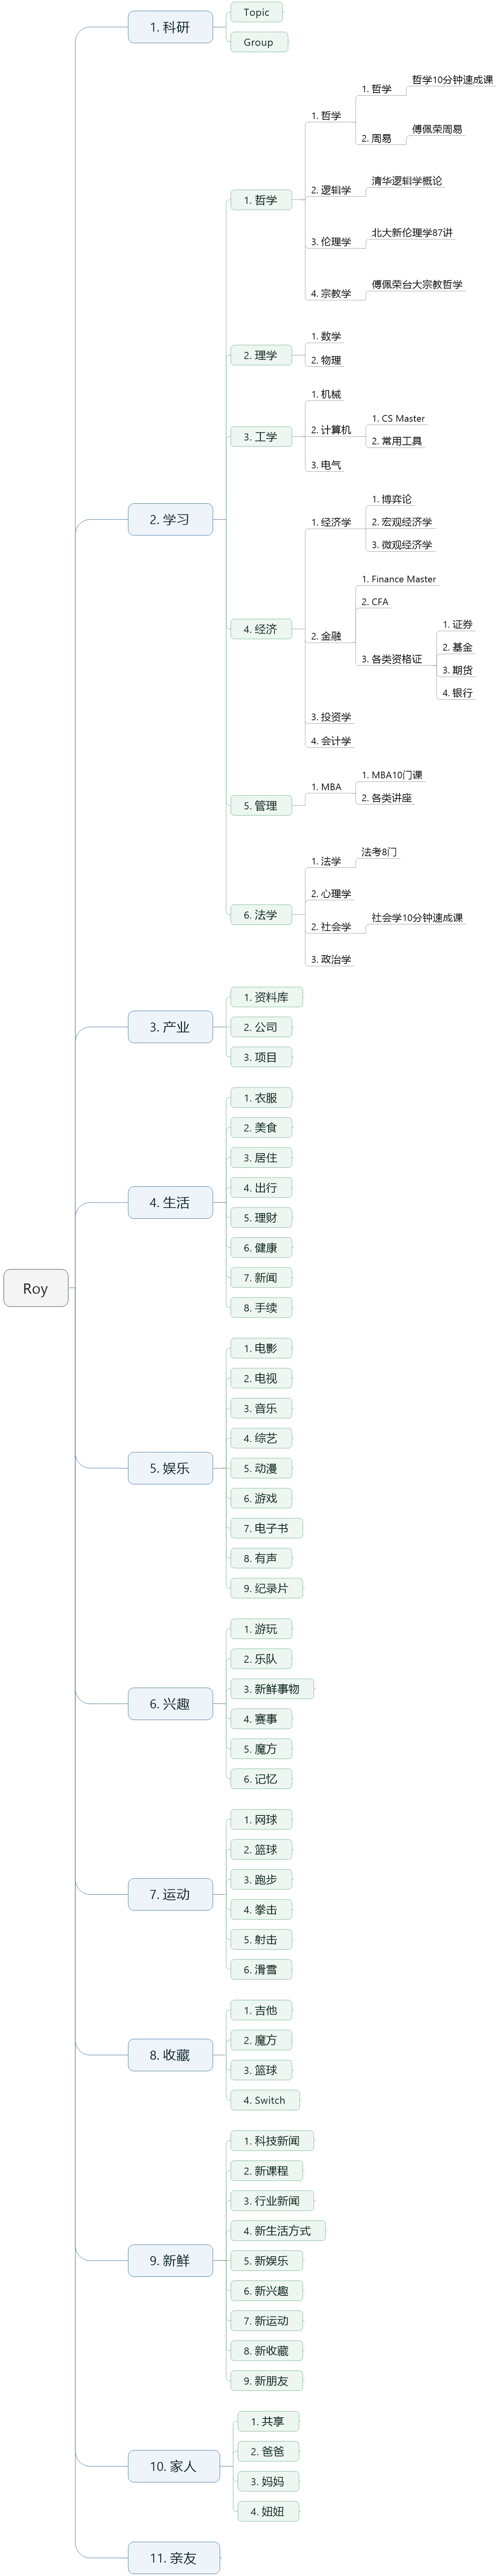 Roy
1. 科研
Topic
Group
2. 学习
1. 哲学
1. 哲学
1. 哲学
哲学10分钟速成课
2. 周易
傅佩荣周易
2. 逻辑学
清华逻辑学概论
3. 伦理学
北大新伦理学87讲
4. 宗教学
傅佩荣台大宗教哲学
2. 理学
1. 数学
2. 物理
3. 工学
1. 机械
2. 计算机
1. CS Master
2. 常用工具
3. 电气
4. 经济
1. 经济学
1. 博弈论
2. 宏观经济学
3. 微观经济学
2. 金融
1. Finance Master
2. CFA
3. 各类资格证
1. 证券
2. 基金
3. 期货
4. 银行
3. 投资学
4. 会计学
5. 管理
1. MBA
1. MBA10门课
2. 各类讲座
6. 法学
1. 法学
法考8门
2. 心理学
2. 社会学
社会学10分钟速成课
3. 政治学
3. 产业
1. 资料库
2. 公司
3. 项目
4. 生活
1. 衣服
2. 美食
3. 居住
4. 出行
5. 理财
6. 健康
7. 新闻
8. 手续
5. 娱乐
1. 电影
2. 电视
3. 音乐
4. 综艺
5. 动漫
6. 游戏
7. 电子书
8. 有声
9. 纪录片
6. 兴趣
1. 游玩
2. 乐队
3. 新鲜事物
4. 赛事
5. 魔方
6. 记忆
7. 运动
1. 网球
2. 篮球
3. 跑步
4. 拳击
5. 射击
6. 滑雪
8. 收藏
1. 吉他
2. 魔方
3. 篮球
4. Switch
9. 新鲜
1. 科技新闻
2. 新课程
3. 行业新闻
4. 新生活方式
5. 新娱乐
6. 新兴趣
7. 新运动
8. 新收藏
9. 新朋友
10. 家人
1. 共享
2. 爸爸
3. 妈妈
4. 妞妞
11. 亲友